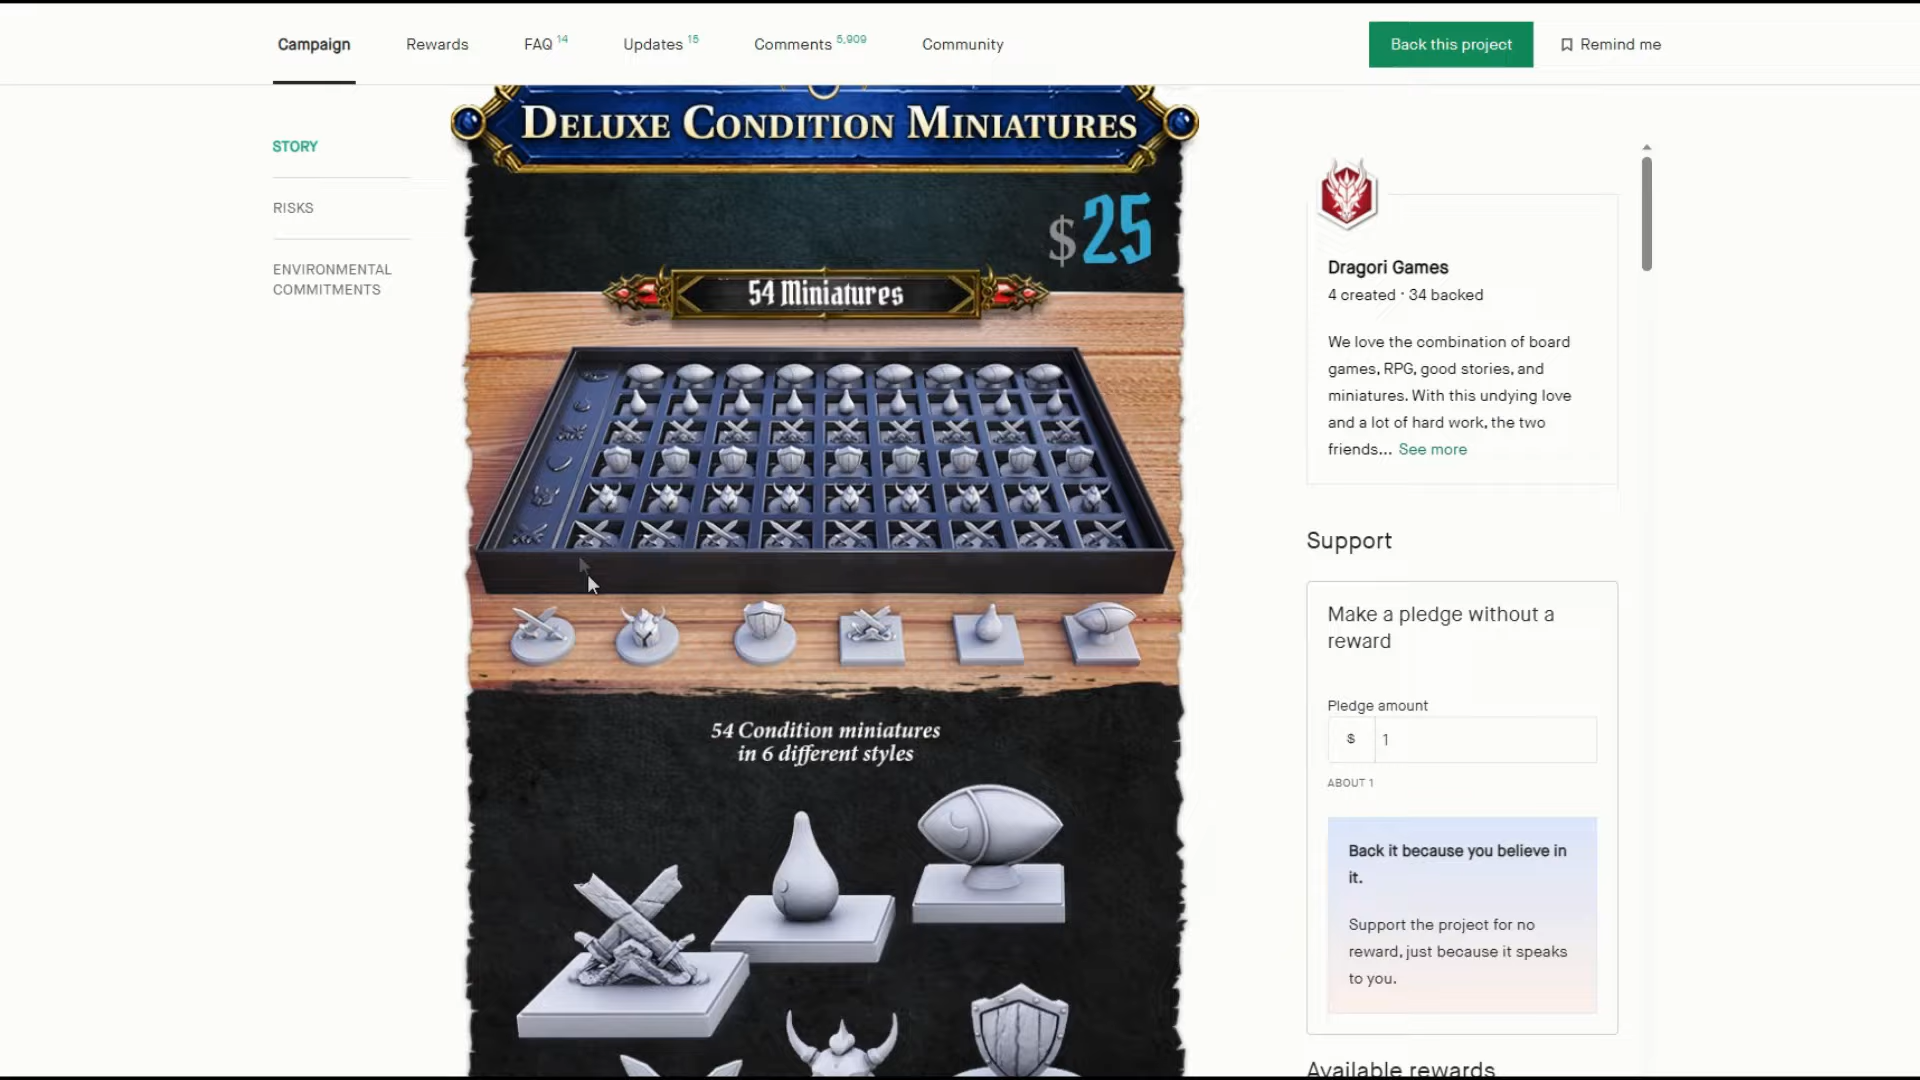 Campaign
Rewards
FAQ 14
Updates 15
Comments 5,909
Community
Back this project
Remind me
STORY
RISKS
ENVIRONMENTAL
COMMITMENTS
DELUXE CONDITION MINIATURES
$25
54 Miniatures
54 Condition miniatures
in 6 different styles
Dragori Games
4 created · 34 backed
We love the combination of board
games, RPG, good stories, and
miniatures. With this undying love
and a lot of hard work, the two
friends... See more
Support
Make a pledge without a
reward
Pledge amount
$ 1
ABOUT 1
Back it because you believe in
it.
Support the project for no
reward, just because it speaks
to you.
Available rewards